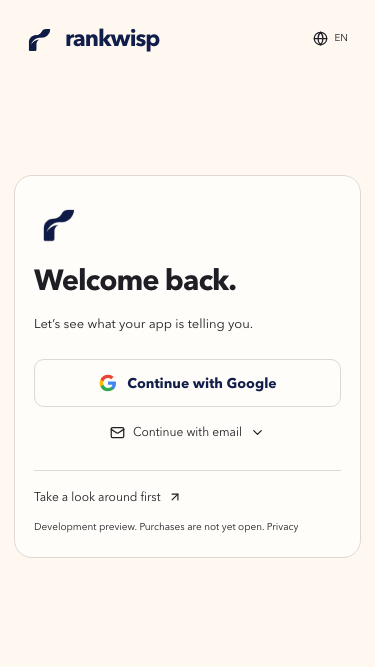 rankwisp
EN
Welcome back.
Let’s see what your app is telling you.
Continue with Google
Continue with email
Take a look around first
Development preview. Purchases are not yet open. Privacy